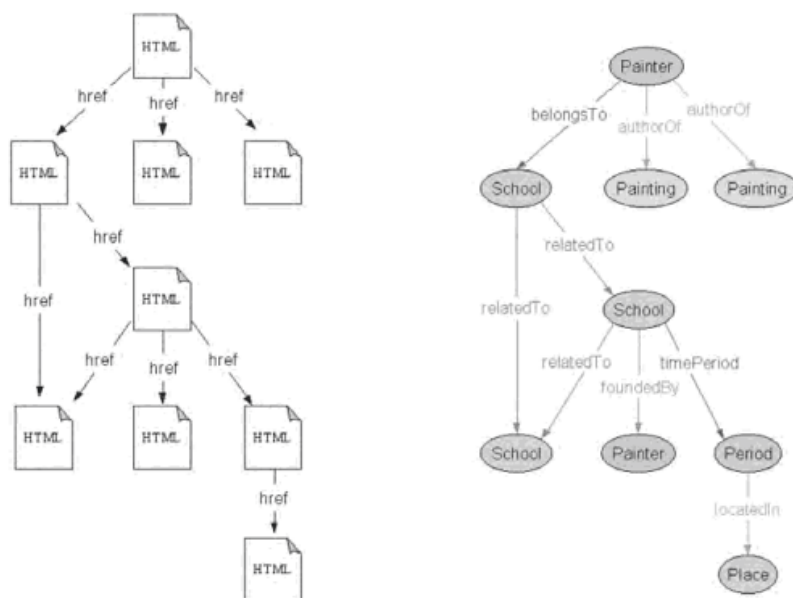 HTML
href
href
href
HTML
HTML
HTML
href
href
HTML
href
href
href
HTML
HTML
HTML
href
HTML
Painter
belongsTo
authorOf
authorOf
School
Painting
Painting
relatedTo
relatedTo
School
relatedTo
timePeriod
foundedBy
School
Painter
Period
locatedIn
Place